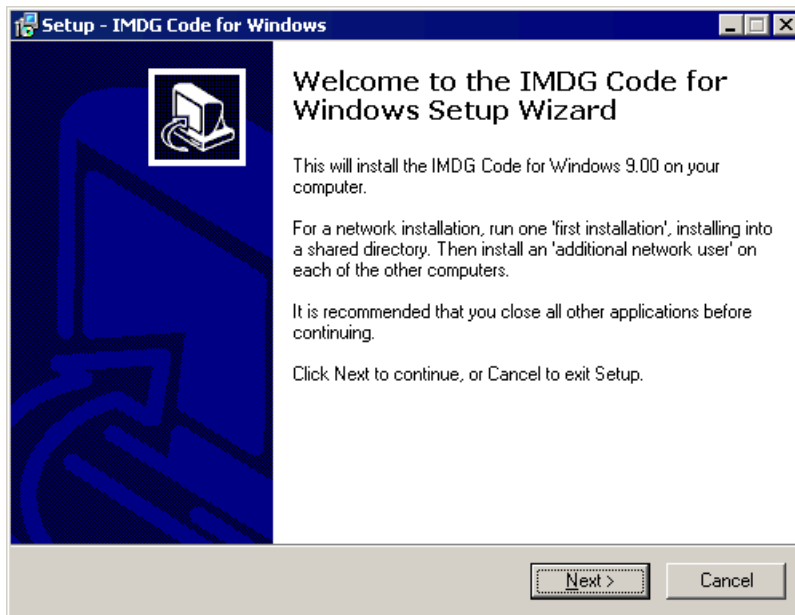 Setup - IMDG Code for Windows
Welcome to the IMDG Code for
Windows Setup Wizard
This will install the IMDG Code for Windows 9.00 on your
computer.
For a network installation, run one 'first installation', installing into
a shared directory. Then install an 'additional network user' on
each of the other computers.
It is recommended that you close all other applications before
continuing.
Click Next to continue, or Cancel to exit Setup.
Next >
Cancel